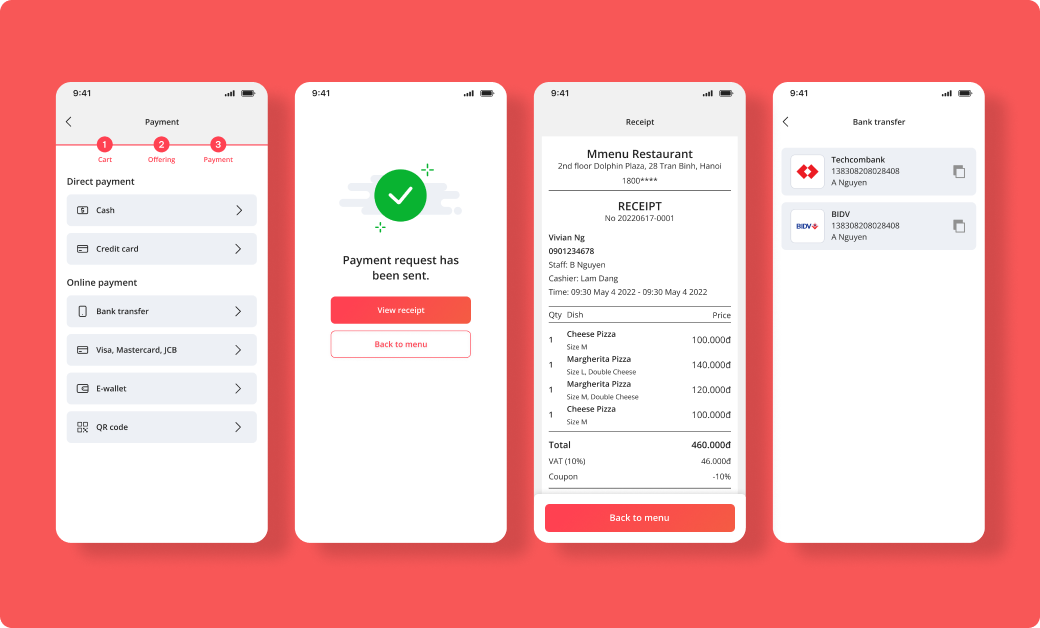 9:41
Payment
1
2
3
Cart
Offering
Payment
Direct payment
Cash
Credit card
Online payment
Bank transfer
Visa, Mastercard, JCB
E-wallet
QR code
9:41
Payment request has
been sent.
View receipt
Back to menu
9:41
Receipt
Mmenu Restaurant
2nd floor Dolphin Plaza, 28 Tran Binh, Hanoi
1800****
RECEIPT
No 20220617-0001
Vivian Ng
0901234678
Staff: B Nguyen
Cashier: Lam Dang
Time: 09:30 May 4 2022 - 09:30 May 4 2022
Qty Dish Price
1 Cheese Pizza 100.000đ
Size M
1 Margherita Pizza 140.000đ
Size L, Double Cheese
1 Margherita Pizza 120.000đ
Size M, Double Cheese
1 Cheese Pizza 100.000đ
Size M
Total 460.000đ
VAT (10%) 46.000đ
Coupon -10%
Back to menu
9:41
Bank transfer
Techcombank
138308208028408
A Nguyen
BIDV
BIDV
138308208028408
A Nguyen